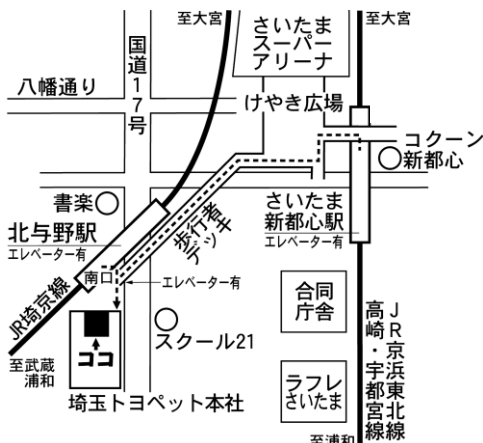 至大宮
至大宮
国道17号
さいたま
スーパー
アリーナ
八幡通り
けやき広場
コクーン
新都心
書楽
北与野駅
エレベーター有
歩行者
デッキ
さいたま
新都心駅
エレベーター有
南口
エレベーター有
JR埼京線
合同
庁舎
JR京浜東北線
高崎・宇都宮線
ココ
スクール21
至武蔵
浦和
埼玉トヨペット本社
ラフレ
さいたま
至浦和